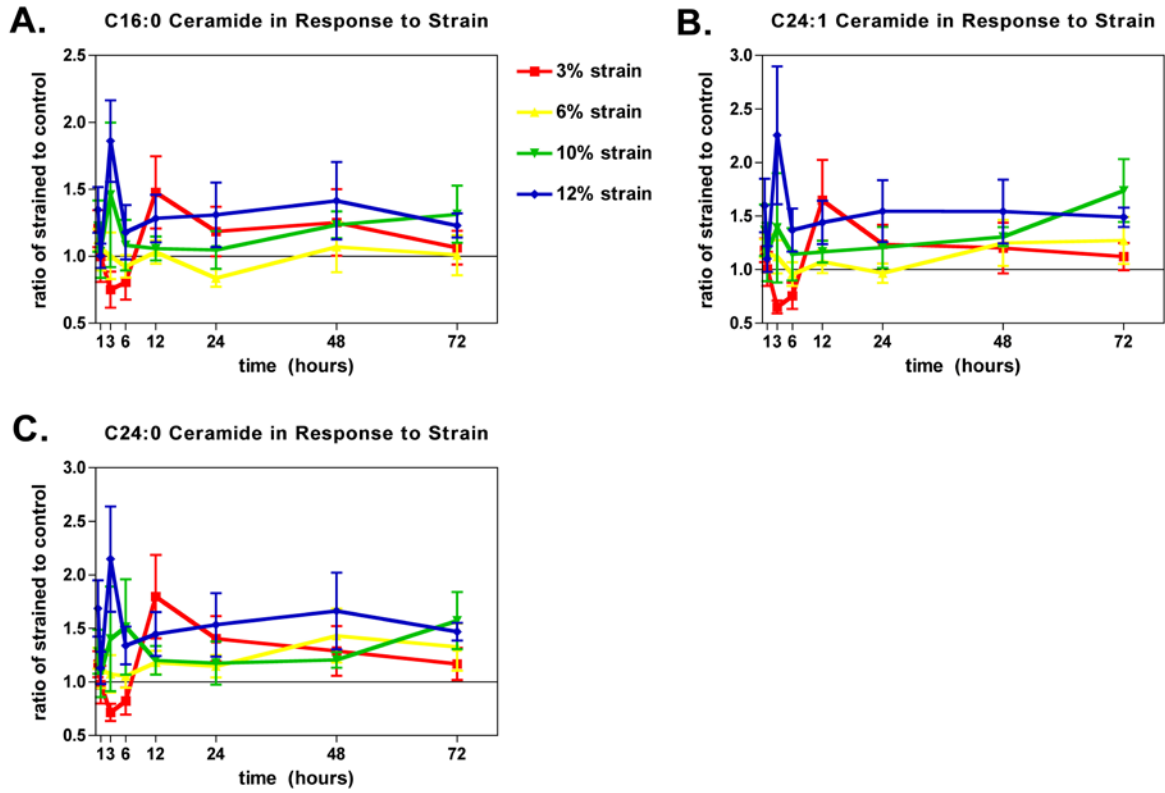 A.
C16:0 Ceramide in Response to Strain
ratio of strained to control
2.5
2.0
1.5
1.0
0.5
1 3 6 12 24 48 72
time (hours)
3% strain
6% strain
10% strain
12% strain
B.
C24:1 Ceramide in Response to Strain
ratio of strained to control
3.0
2.5
2.0
1.5
1.0
0.5
1 3 6 12 24 48 72
time (hours)
C.
C24:0 Ceramide in Response to Strain
ratio of strained to control
3.0
2.5
2.0
1.5
1.0
0.5
1 3 6 12 24 48 72
time (hours)